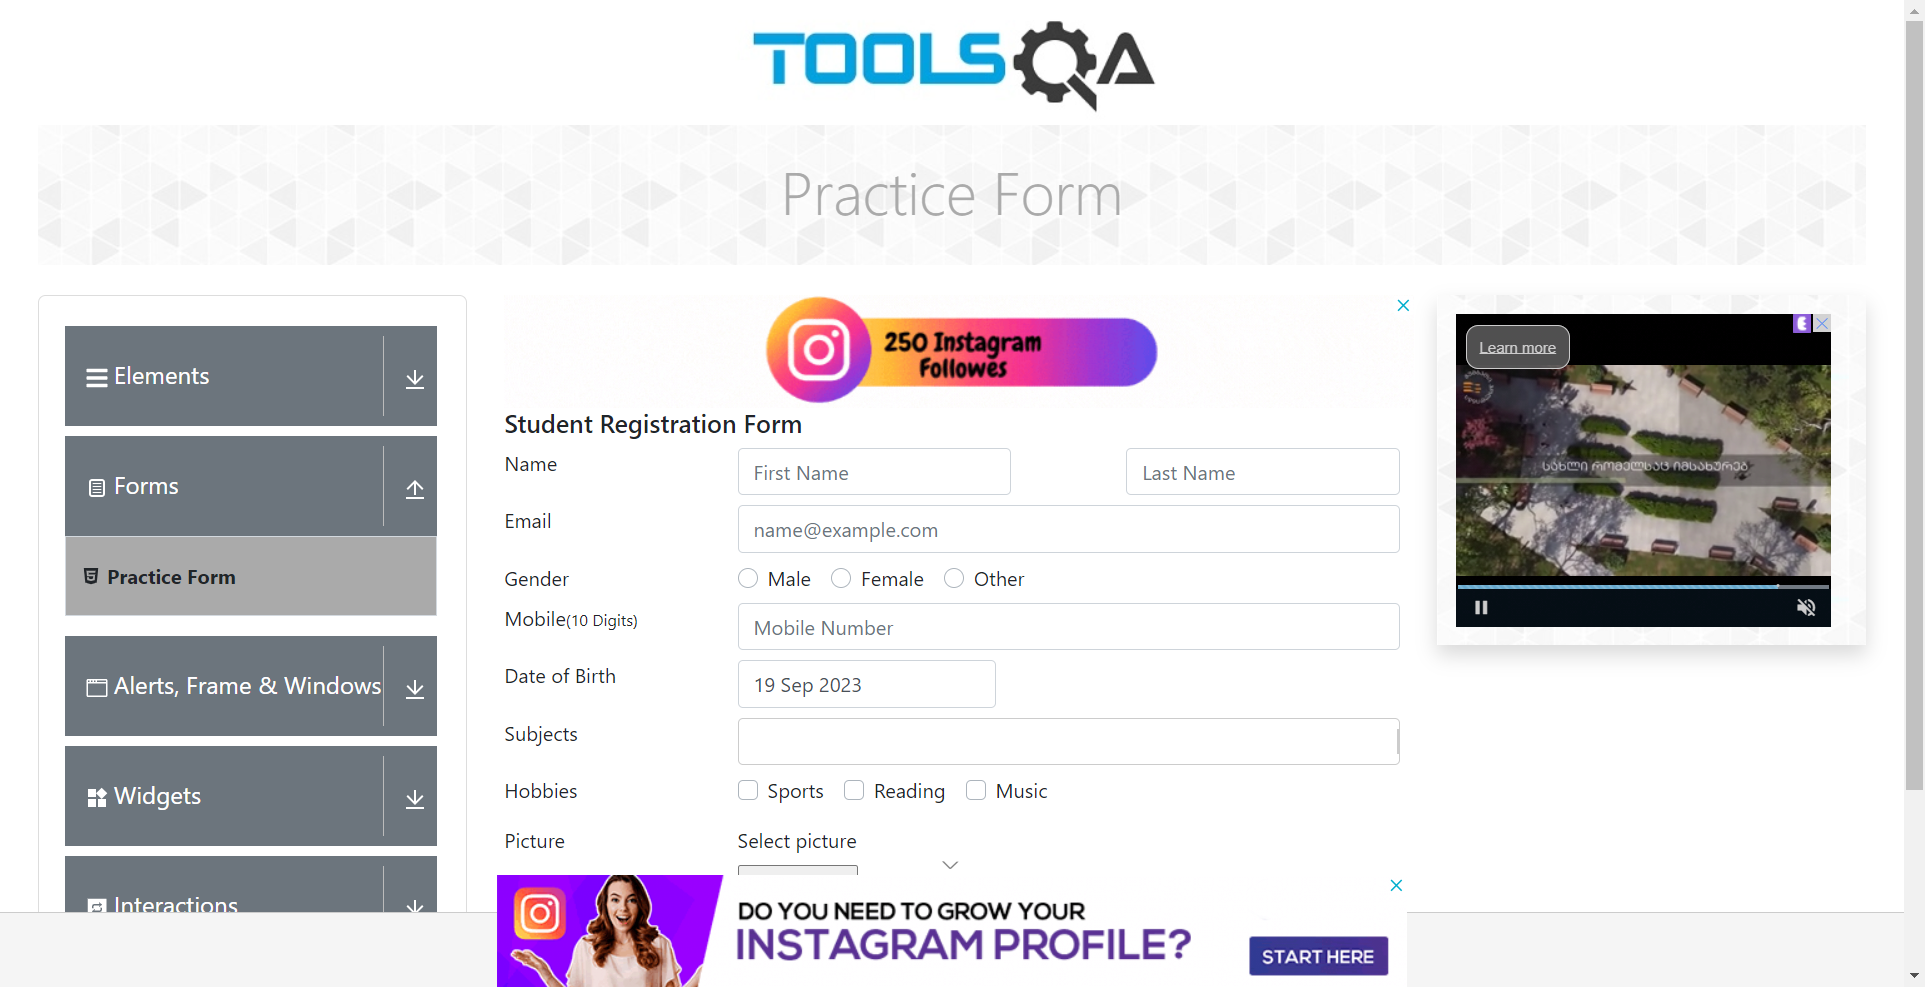 TOOLSQA
Practice Form
Elements
Forms
Practice Form
Alerts, Frame & Windows
Widgets
Interactions
250 Instagram
Followes
Student Registration Form
Name
First Name
Last Name
Email
name@example.com
Gender
Male
Female
Other
Mobile(10 Digits)
Mobile Number
Date of Birth
19 Sep 2023
Subjects
Hobbies
Sports
Reading
Music
Picture
Select picture
Learn more
სახლი რომელსაც იმსახურებ
DO YOU NEED TO GROW YOUR
INSTAGRAM PROFILE?
START HERE